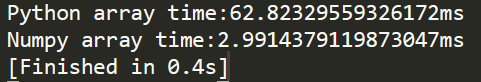 Python array time:62.82329559326172ms
Numpy array time:2.9914379119873047ms
[Finished in 0.4s]